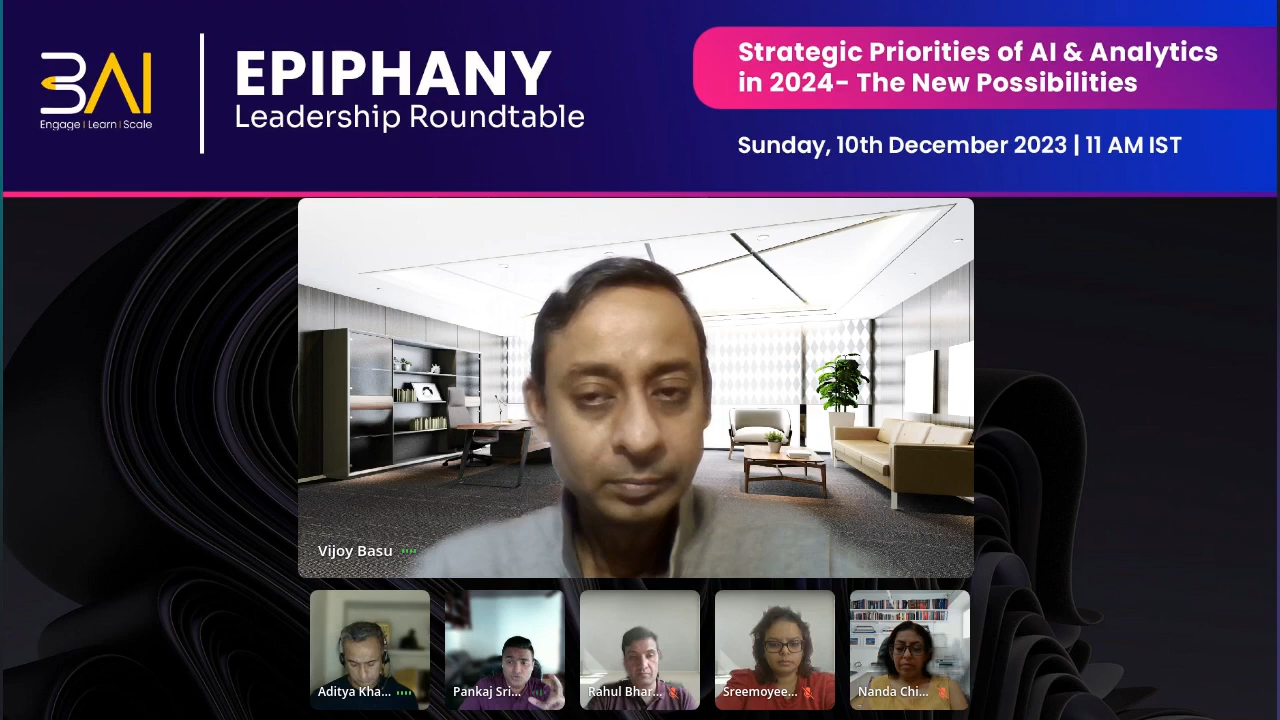 3AI
Engage | Learn | Scale
EPIPHANY
Leadership Roundtable
Strategic Priorities of AI & Analytics
in 2024- The New Possibilities
Sunday, 10th December 2023 | 11 AM IST
Vijoy Basu
Aditya Kha...
Pankaj Sri...
Rahul Bhar...
Sreemoyee...
Nanda Chi...